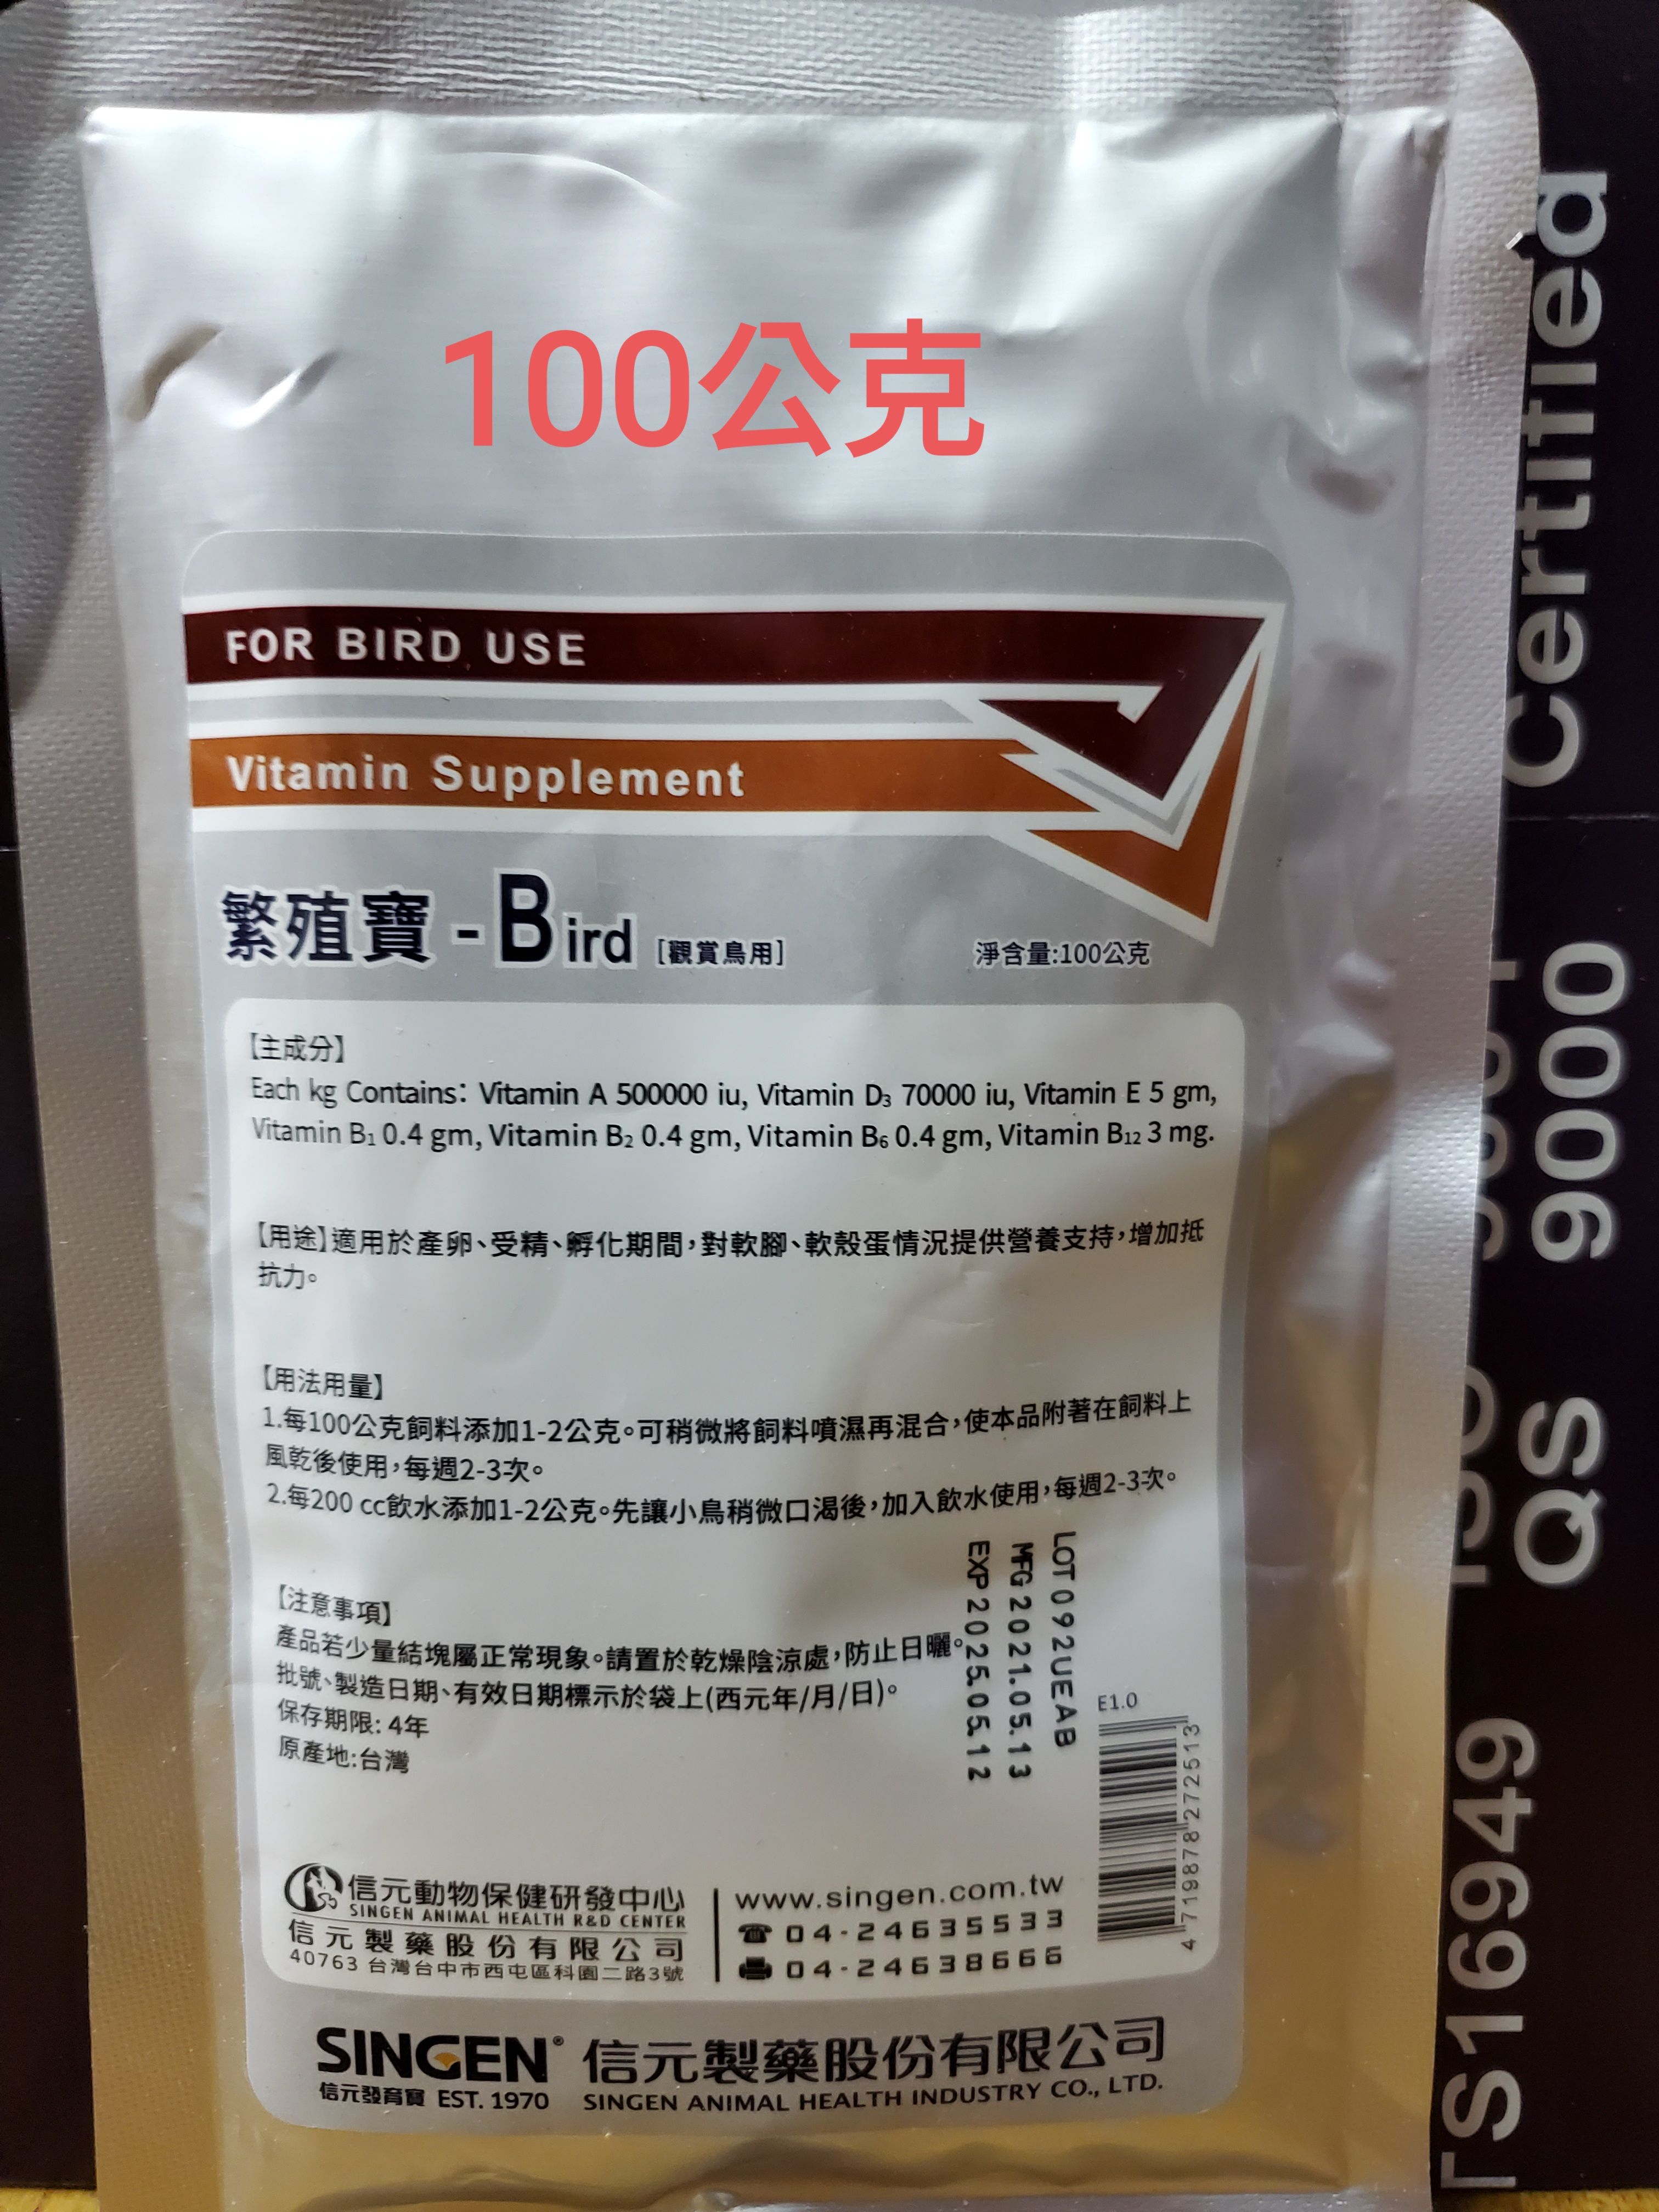 100公克
FOR BIRD USE
Vitamin Supplement
繁殖寶-Bird [觀賞鳥用] 淨含量:100公克
【主成分】
Each kg Contains: Vitamin A 500000 iu, Vitamin D₃ 70000 iu, Vitamin E 5 gm,
Vitamin B₁ 0.4 gm, Vitamin B₂ 0.4 gm, Vitamin B₆ 0.4 gm, Vitamin B₁₂ 3 mg.
【用途】適用於產卵、受精、孵化期間,對軟腳、軟殼蛋情況提供營養支持,增加抵
抗力。
【用法用量】
1.每100公克飼料添加1-2公克。可稍微將飼料噴濕再混合,使本品附著在飼料上
風乾後使用,每週2-3次。
2.每200 cc飲水添加1-2公克。先讓小鳥稍微口渴後,加入飲水使用,每週2-3次。
【注意事項】
產品若少量結塊屬正常現象。請置於乾燥陰涼處,防止日曬。
批號、製造日期、有效日期標示於袋上(西元年/月/日)。
保存期限: 4年
原產地:台灣
LOT 092UEAB
MFG 2021.05.13
EXP 2025.05.12
E1.0
4 719878 272513
信元動物保健研發中心
SINGEN ANIMAL HEALTH R&D CENTER
信元製藥股份有限公司
40763 台灣台中市西屯區科園二路3號
www.singen.com.tw
☎ 04-24635533
04-24638666
SINGEN® 信元製藥股份有限公司
信元發育寶 EST. 1970 SINGEN ANIMAL HEALTH INDUSTRY CO., LTD.
QS 9000 Certified
TS16949